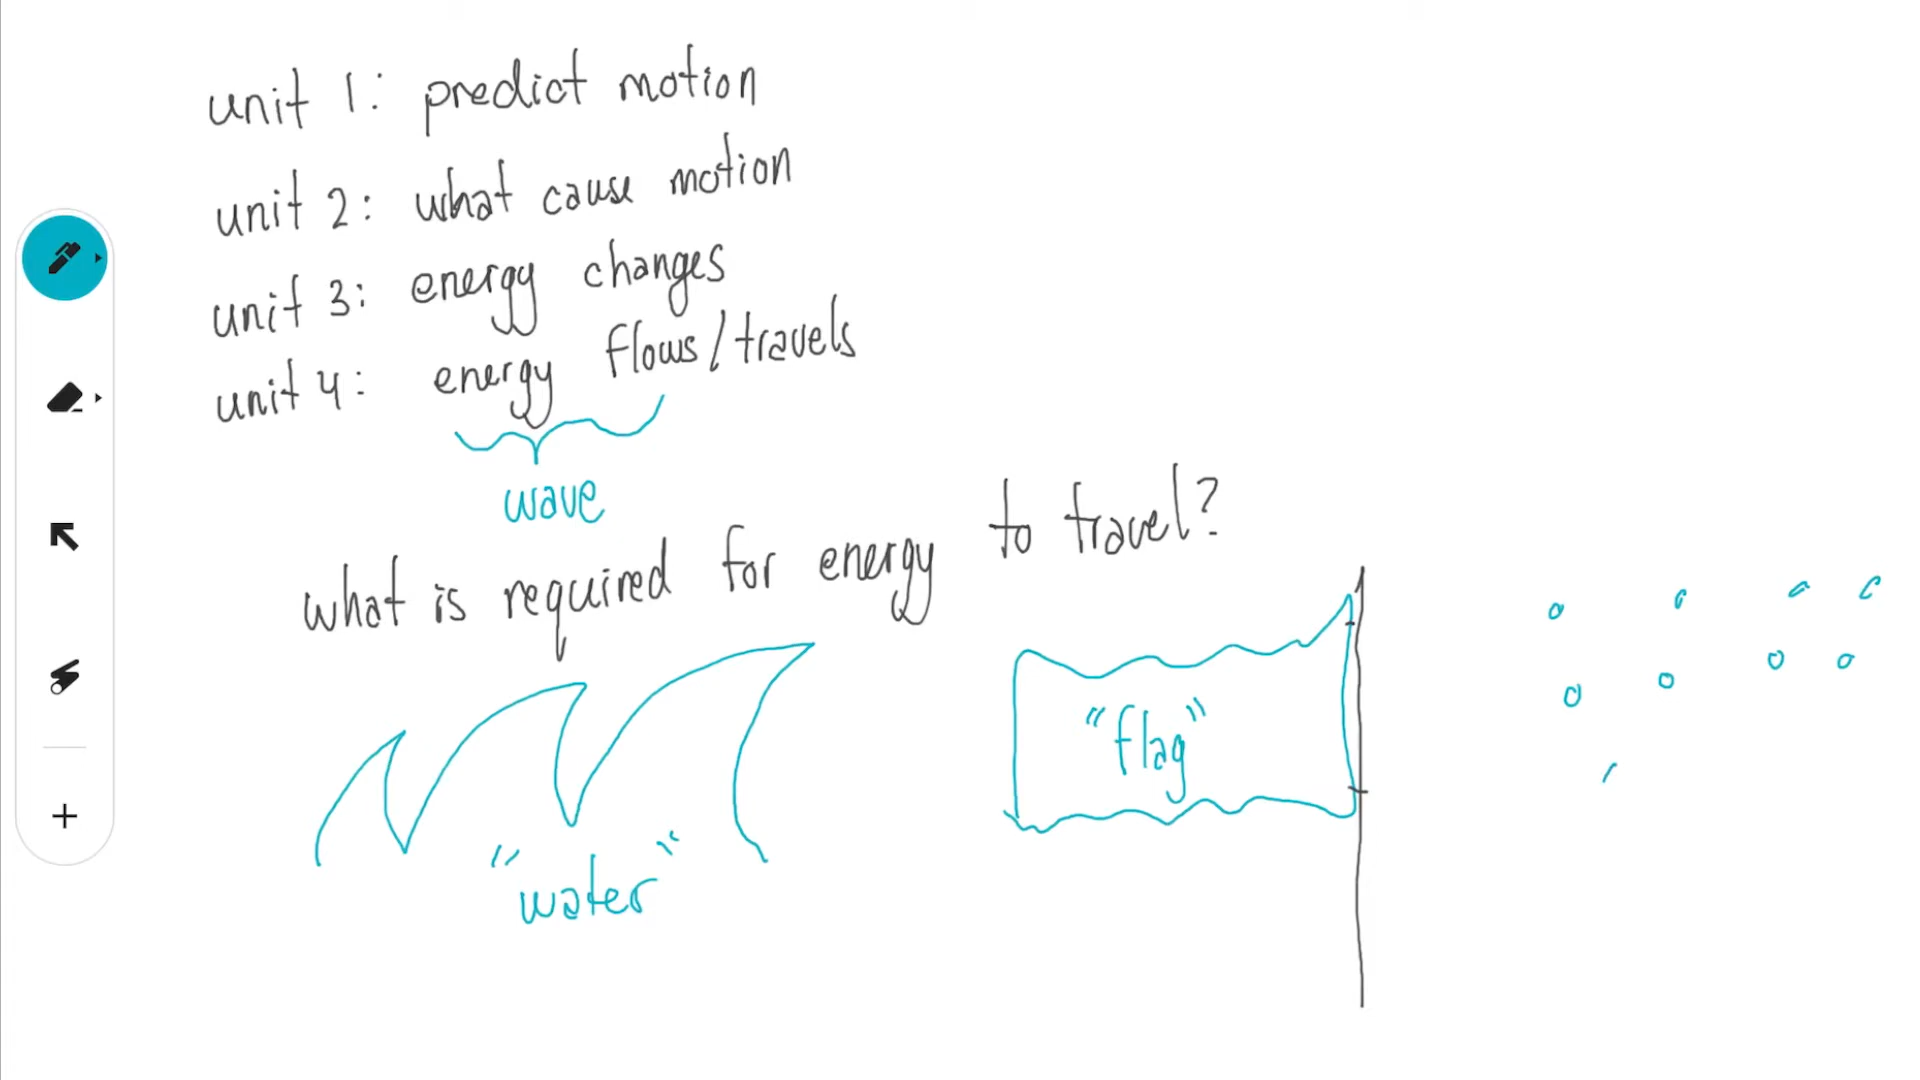 unit 1: predict motion
unit 2: what cause motion
unit 3: energy changes
unit 4: energy flows/travels
wave
what is required for energy to travel?
"flag"
"water"